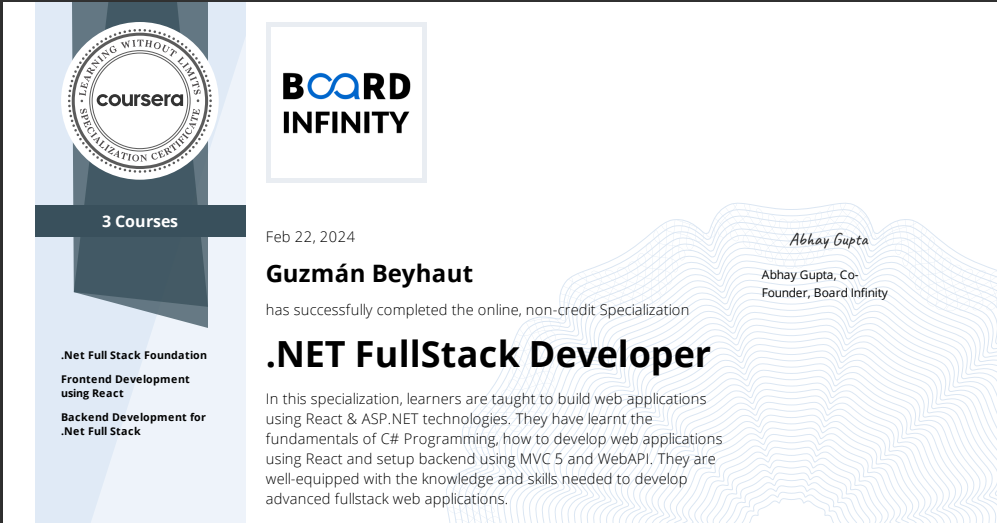 LEARNING WITHOUT LIMITS
coursera
SPECIALIZATION CERTIFICATE
3 Courses
.Net Full Stack Foundation
Frontend Development
using React
Backend Development for
.Net Full Stack
BOARD
INFINITY
Feb 22, 2024
Guzmán Beyhaut
has successfully completed the online, non-credit Specialization
.NET FullStack Developer
In this specialization, learners are taught to build web applications
using React & ASP.NET technologies. They have learnt the
fundamentals of C# Programming, how to develop web applications
using React and setup backend using MVC 5 and WebAPI. They are
well-equipped with the knowledge and skills needed to develop
advanced fullstack web applications.
Abhay Gupta
Abhay Gupta, Co-
Founder, Board Infinity